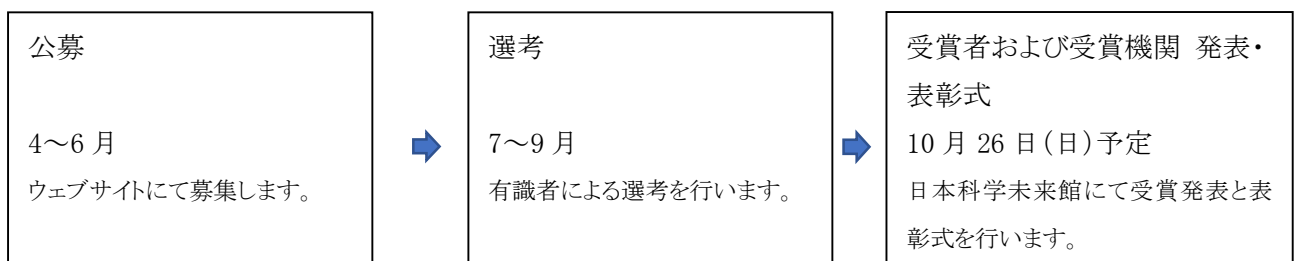 公募
4～6 月
ウェブサイトにて募集します。
選考
7～9 月
有識者による選考を行います。
受賞者および受賞機関 発表・
表彰式
10 月 26 日（日）予定
日本科学未来館にて受賞発表と表
彰式を行います。